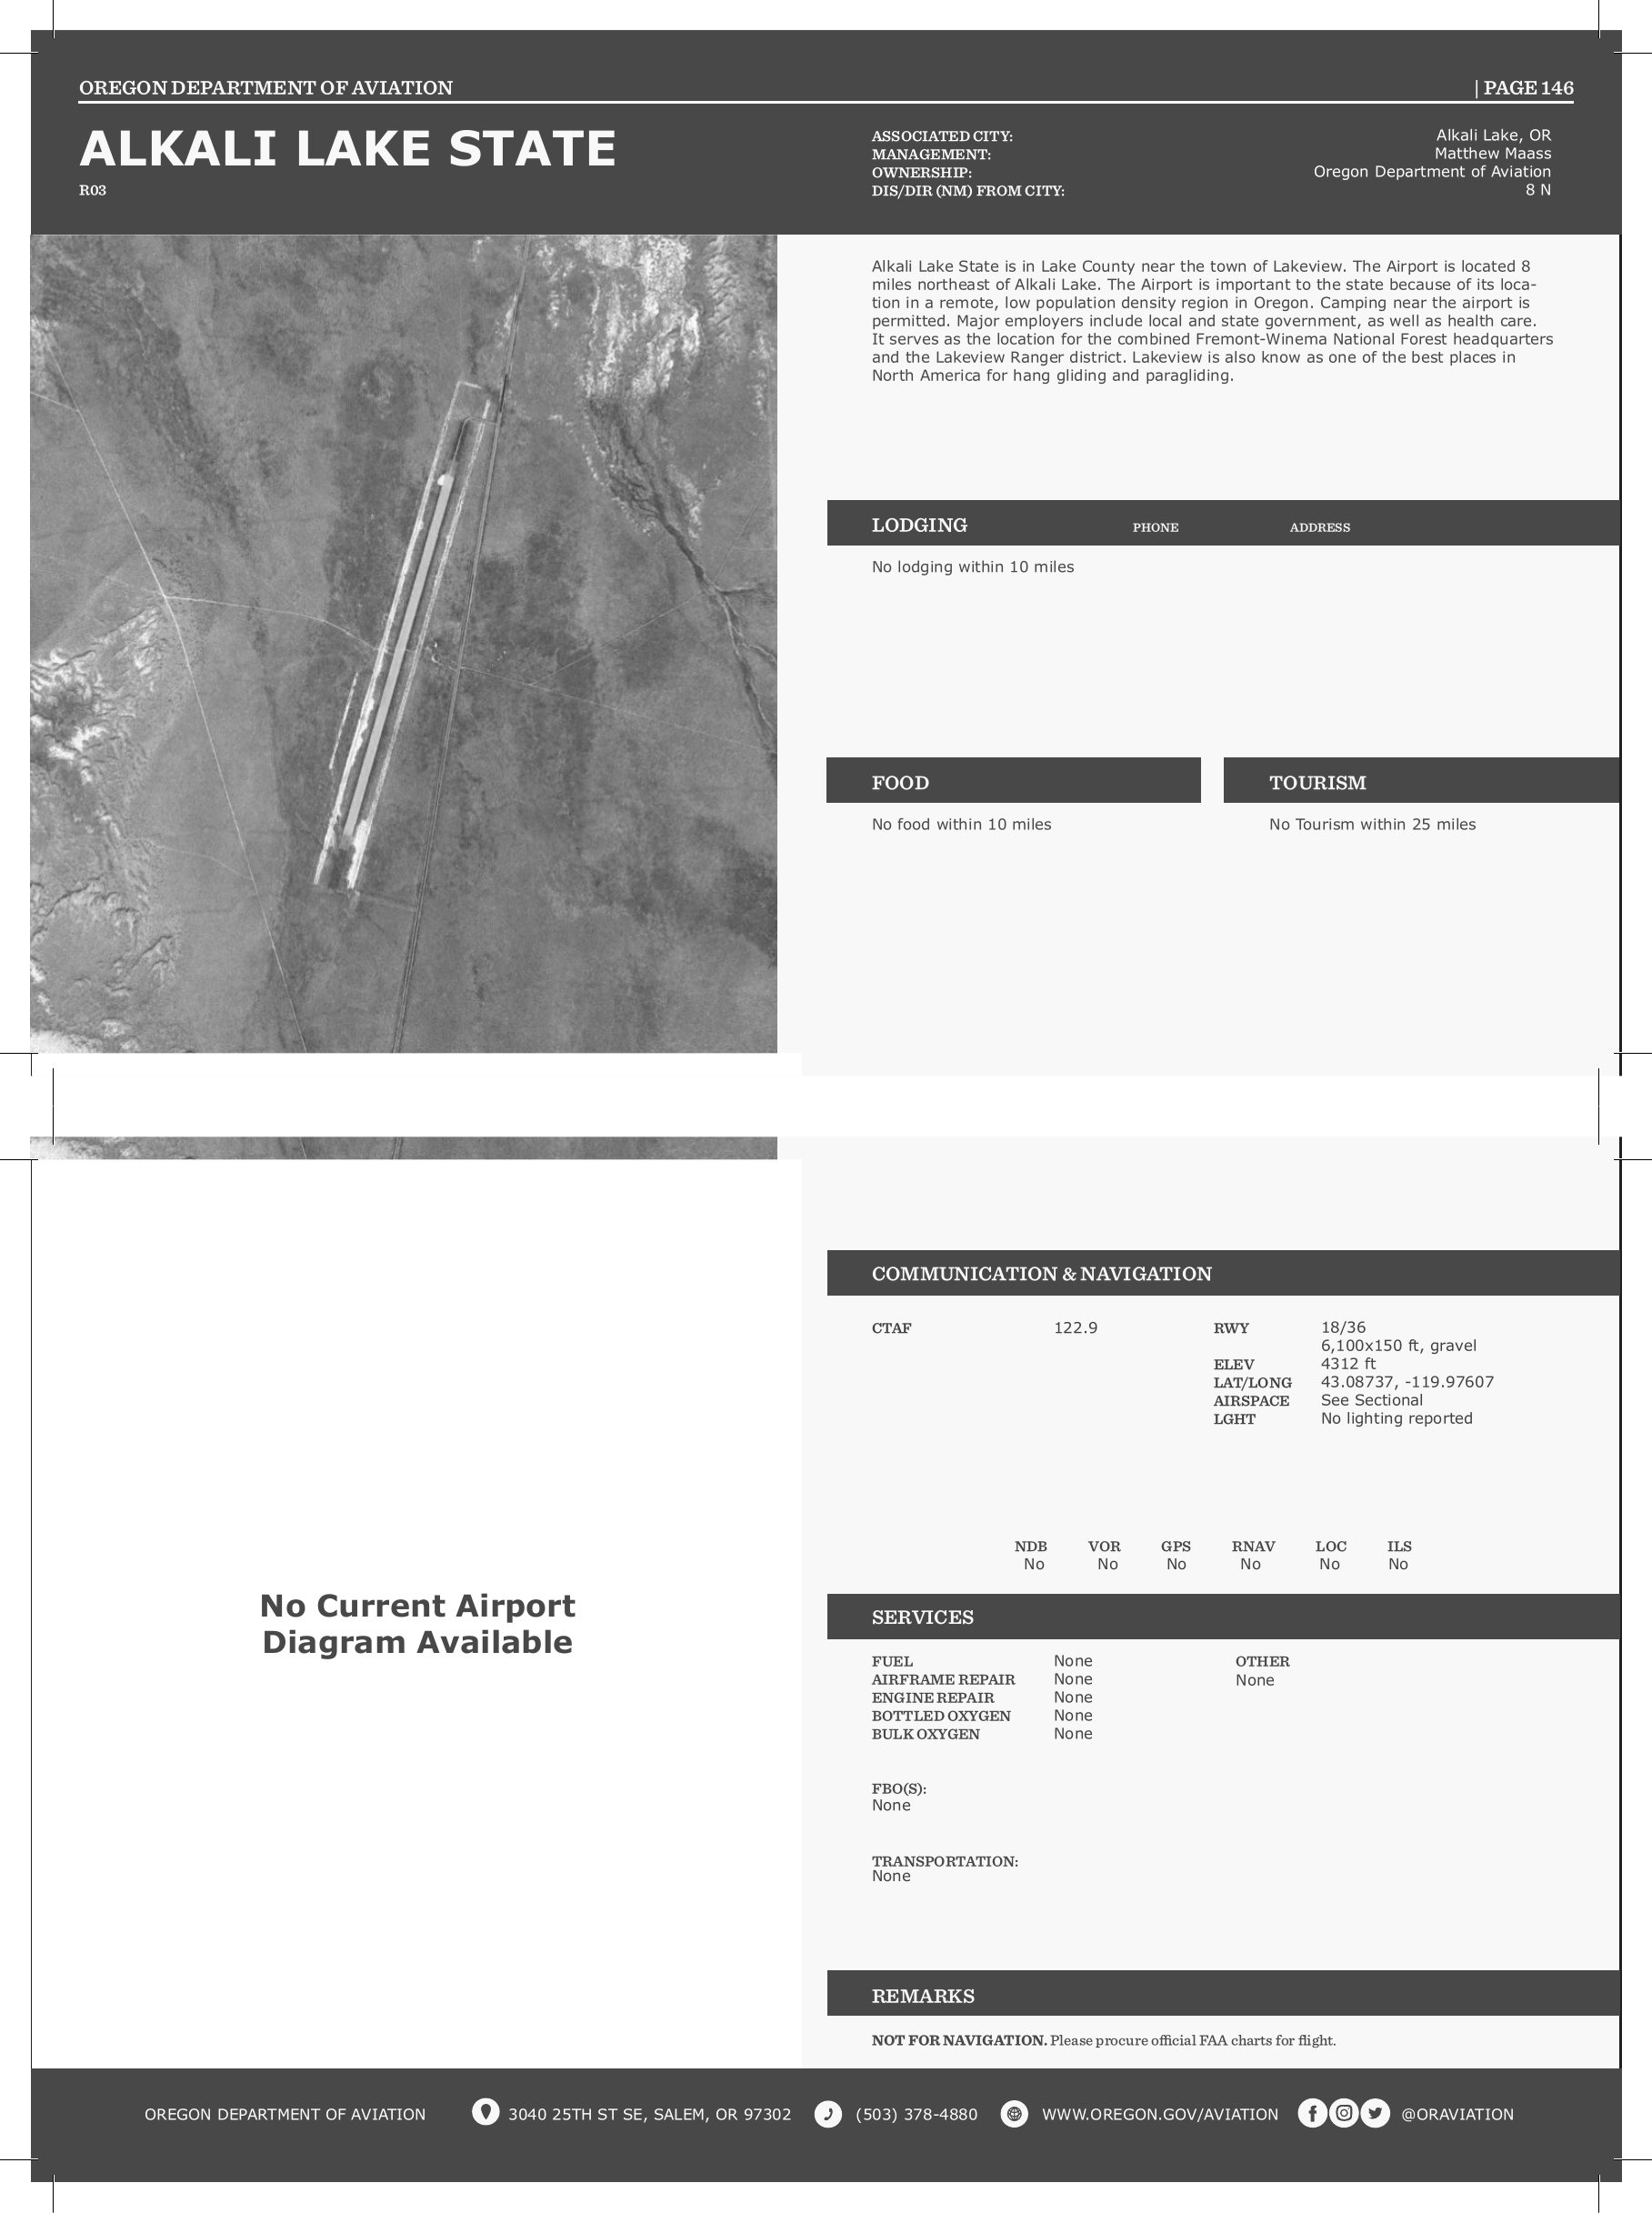 OREGON DEPARTMENT OF AVIATION
| PAGE 146
ALKALI LAKE STATE
R03
ASSOCIATED CITY: Alkali Lake, OR
MANAGEMENT: Matthew Maass
OWNERSHIP: Oregon Department of Aviation
DIS/DIR (NM) FROM CITY: 8 N
Alkali Lake State is in Lake County near the town of Lakeview. The Airport is located 8
miles northeast of Alkali Lake. The Airport is important to the state because of its loca-
tion in a remote, low population density region in Oregon. Camping near the airport is
permitted. Major employers include local and state government, as well as health care.
It serves as the location for the combined Fremont-Winema National Forest headquarters
and the Lakeview Ranger district. Lakeview is also know as one of the best places in
North America for hang gliding and paragliding.
LODGING PHONE ADDRESS
No lodging within 10 miles
FOOD
No food within 10 miles
TOURISM
No Tourism within 25 miles
No Current Airport
Diagram Available
COMMUNICATION & NAVIGATION
CTAF 122.9
RWY 18/36
6,100x150 ft, gravel
ELEV 4312 ft
LAT/LONG 43.08737, -119.97607
AIRSPACE See Sectional
LGHT No lighting reported
NDB VOR GPS RNAV LOC ILS
No No No No No No
SERVICES
FUEL None
AIRFRAME REPAIR None
ENGINE REPAIR None
BOTTLED OXYGEN None
BULK OXYGEN None
OTHER
None
FBO(S):
None
TRANSPORTATION:
None
REMARKS
NOT FOR NAVIGATION. Please procure official FAA charts for flight.
OREGON DEPARTMENT OF AVIATION 3040 25TH ST SE, SALEM, OR 97302 (503) 378-4880 WWW.OREGON.GOV/AVIATION @ORAVIATION